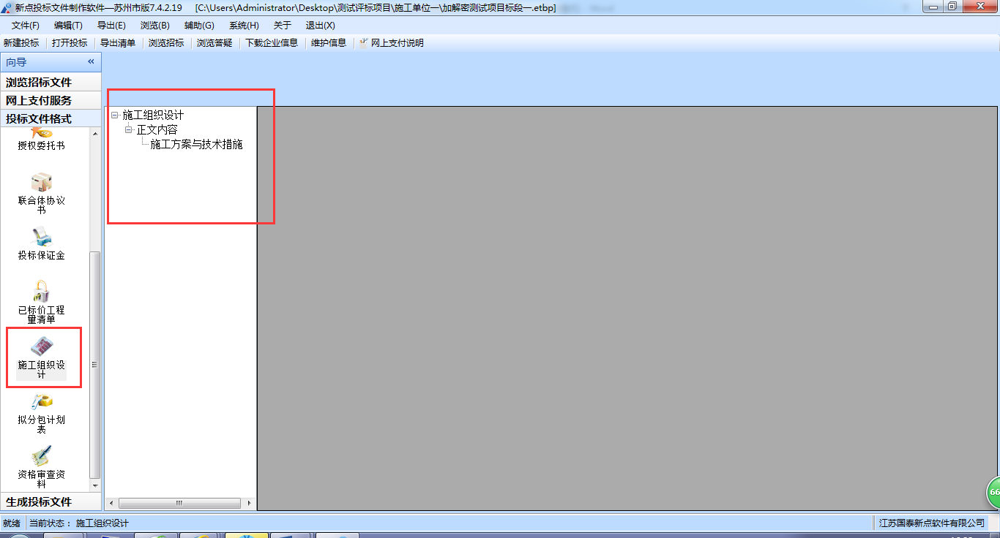 新点投标文件制作软件—苏州市版7.4.2.19 [C:\Users\Administrator\Desktop\测试评标项目\施工单位一\加解密测试项目标段一.etbp]
文件(F) 编辑(T) 导出(E) 浏览(B) 辅助(G) 系统(H) 关于 退出(X)
新建投标 打开投标 导出清单 浏览招标 浏览答疑 下载企业信息 维护信息 网上支付说明
向导 «
浏览招标文件
网上支付服务
投标文件格式
授权委托书
联合体协议
书
投标保证金
已标价工程
量清单
施工组织设
计
拟分包计划
表
资格审查资
料
生成投标文件
施工组织设计
正文内容
施工方案与技术措施
66
就绪 当前状态： 施工组织设计 江苏国泰新点软件有限公司